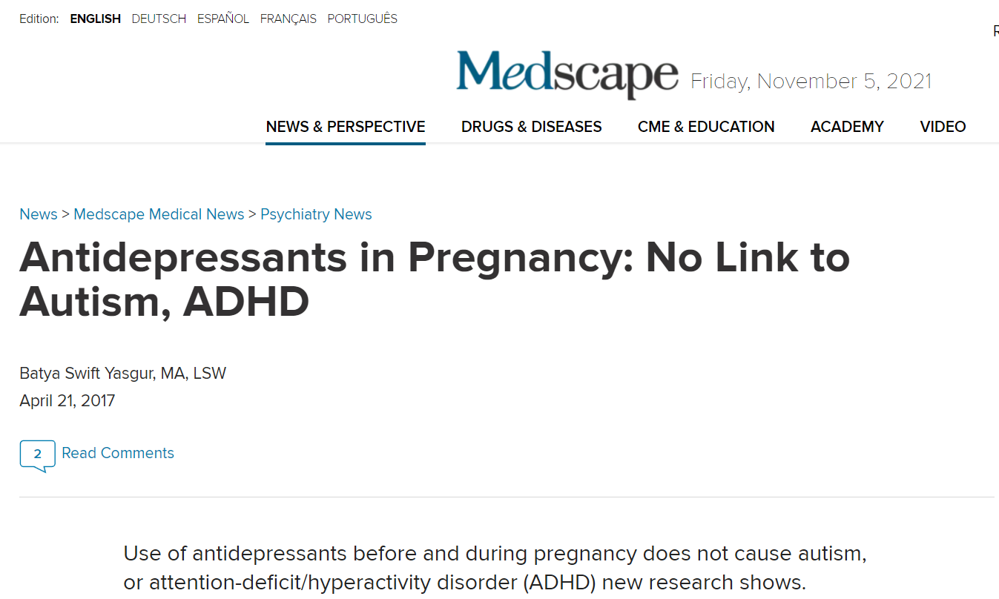 Edition: ENGLISH DEUTSCH ESPAÑOL FRANÇAIS PORTUGUÊS
Medscape Friday, November 5, 2021
NEWS & PERSPECTIVE DRUGS & DISEASES CME & EDUCATION ACADEMY VIDEO
News > Medscape Medical News > Psychiatry News
Antidepressants in Pregnancy: No Link to
Autism, ADHD
Batya Swift Yasgur, MA, LSW
April 21, 2017
2 Read Comments
Use of antidepressants before and during pregnancy does not cause autism,
or attention-deficit/hyperactivity disorder (ADHD) new research shows.